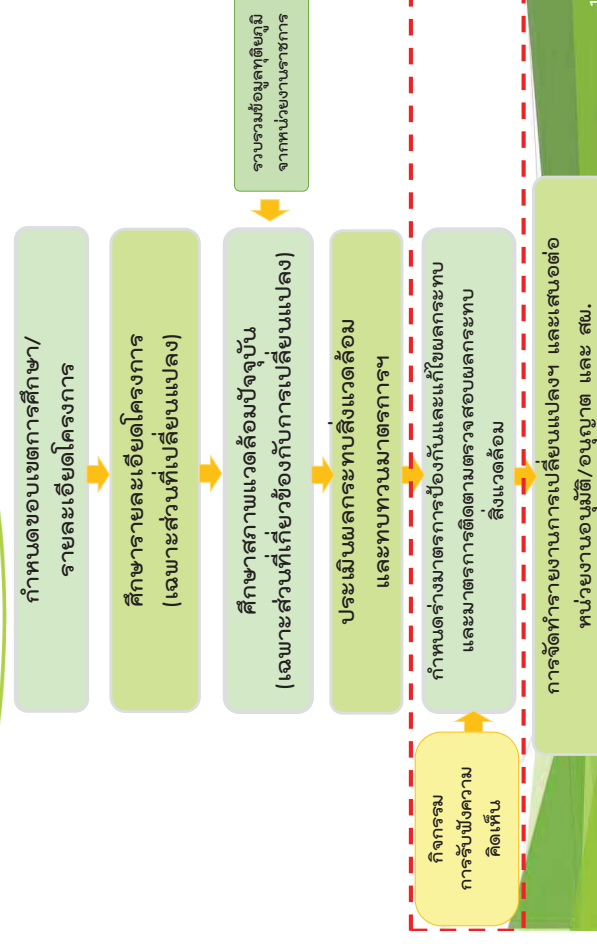 กำหนดขอบเขตการศึกษา/
รายละเอียดโครงการ
ศึกษารายละเอียดโครงการ
(เฉพาะส่วนที่เปลี่ยนแปลง)
ศึกษาสภาพแวดล้อมปัจจุบัน
(เฉพาะส่วนที่เกี่ยวข้องกับการเปลี่ยนแปลง)
รวบรวมข้อมูลทุติยภูมิ
จากหน่วยงานราชการ
ประเมินผลกระทบสิ่งแวดล้อม
และทบทวนมาตรการฯ
กิจกรรม
การรับฟังความ
คิดเห็น
กำหนดร่างมาตรการป้องกันและแก้ไขผลกระทบ
และมาตรการติดตามตรวจสอบผลกระทบ
สิ่งแวดล้อม
การจัดทำรายงานการเปลี่ยนแปลงฯ และเสนอต่อ
หน่วยงานอนุมัติ/อนุญาต และ สผ.